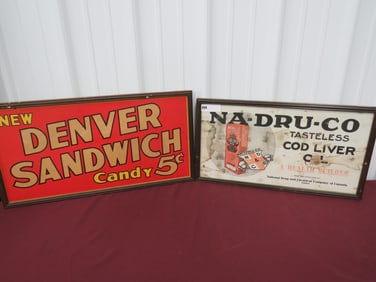 NEW
DENVER
SANDWICH
Candy 5¢
NA-DRU-CO
TASTELESS
COD LIVER
OIL
A HEALTH BUILDER
National Drug and Chemical Company of Canada